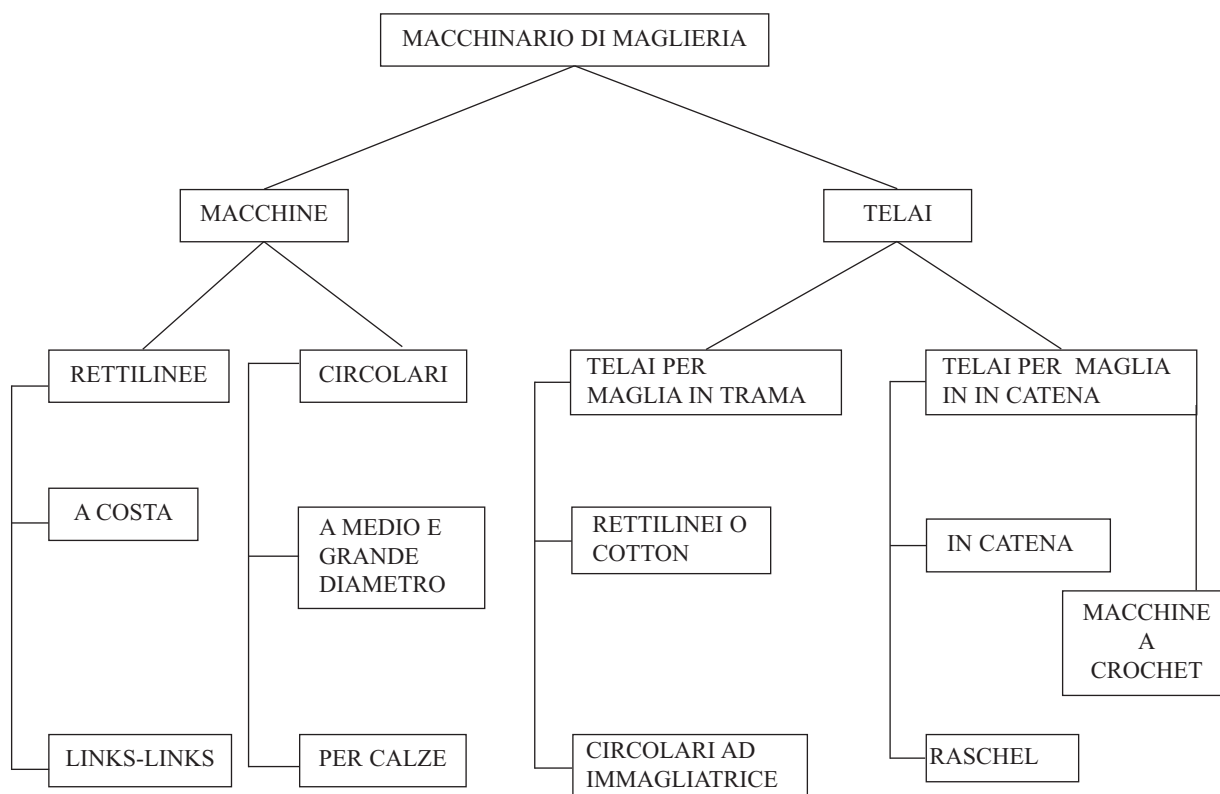 MACCHINARIO DI MAGLIERIA
MACCHINE
TELAI
RETTILINEE
CIRCOLARI
TELAI PER
MAGLIA IN TRAMA
TELAI PER MAGLIA
IN IN CATENA
A COSTA
A MEDIO E
GRANDE
DIAMETRO
RETTILINEI O
COTTON
IN CATENA
MACCHINE
A
CROCHET
LINKS-LINKS
PER CALZE
CIRCOLARI AD
IMMAGLIATRICE
RASCHEL